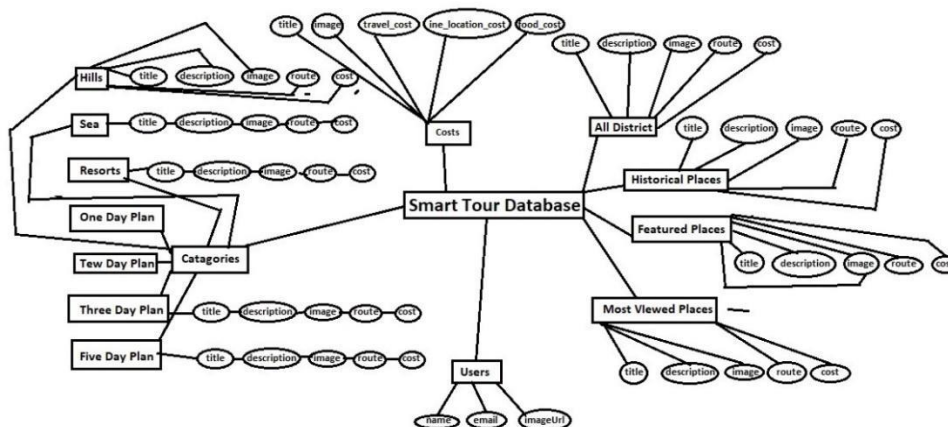 title image travel_cost ine_location_cost food_cost
title description image route cost
Hills title description image route cost
Sea title description image route cost
Costs
All District
title description image route cost
Resorts title description image route cost
Historical Places
Smart Tour Database
One Day Plan
Featured Places
Tew Day Plan
Catagories
title description image route cos
Three Day Plan title description image route cost
Most Viewed Places
Five Day Plan title description image route cost
Users
title description image route cost
name email imageUrl